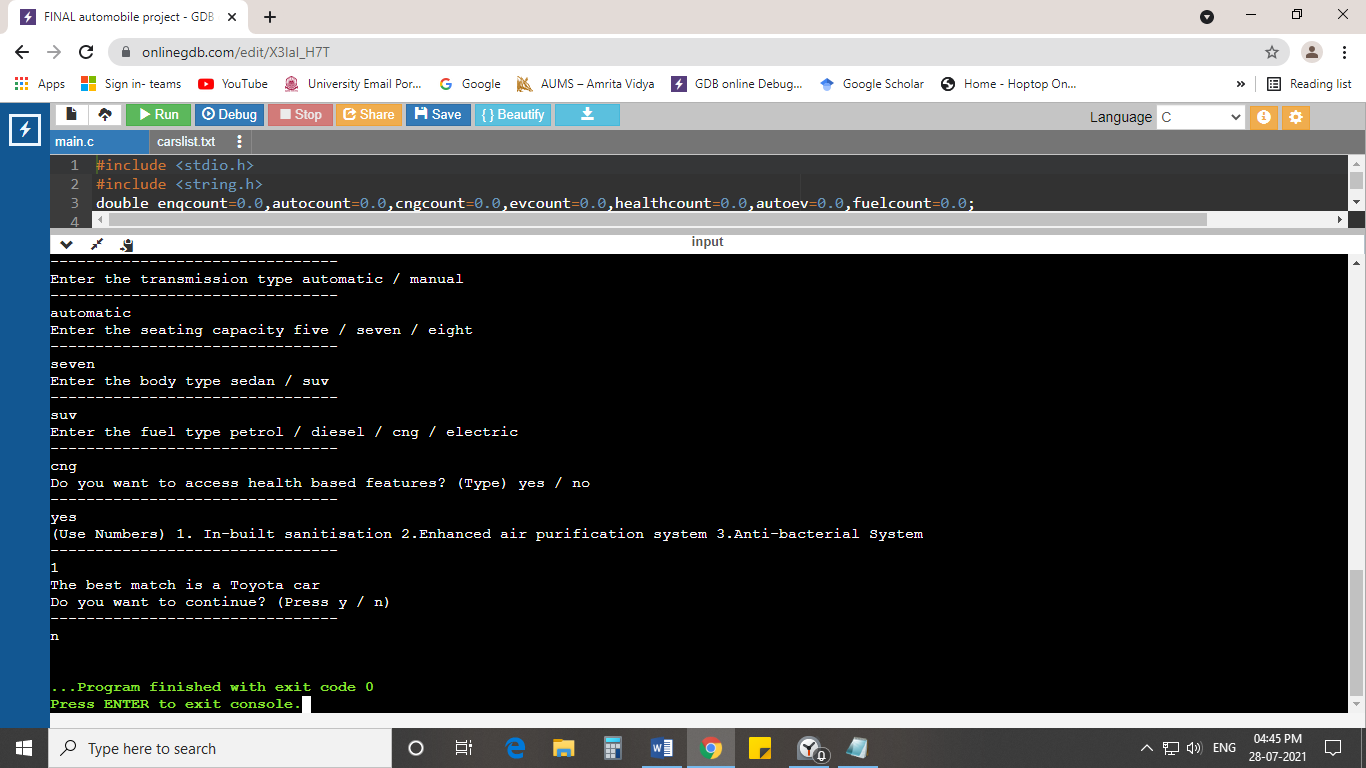 FINAL automobile project - GDB
onlinegdb.com/edit/X3IaI_H7T
Apps Sign in- teams YouTube University Email Por... Google AUMS – Amrita Vidya GDB online Debug... Google Scholar Home - Hoptop On... » Reading list
Run Debug Stop Share Save { } Beautify
Language C
main.c carslist.txt
1 #include <stdio.h>
2 #include <string.h>
3 double enqcount=0.0,autocount=0.0,cngcount=0.0,evcount=0.0,healthcount=0.0,autoev=0.0,fuelcount=0.0;
4
input
--------------------------------
Enter the transmission type automatic / manual
--------------------------------
automatic
Enter the seating capacity five / seven / eight
--------------------------------
seven
Enter the body type sedan / suv
--------------------------------
suv
Enter the fuel type petrol / diesel / cng / electric
--------------------------------
cng
Do you want to access health based features? (Type) yes / no
--------------------------------
yes
(Use Numbers) 1. In-built sanitisation 2.Enhanced air purification system 3.Anti-bacterial System
--------------------------------
1
The best match is a Toyota car
Do you want to continue? (Press y / n)
--------------------------------
n
...Program finished with exit code 0
Press ENTER to exit console.
Type here to search
ENG
04:45 PM
28-07-2021